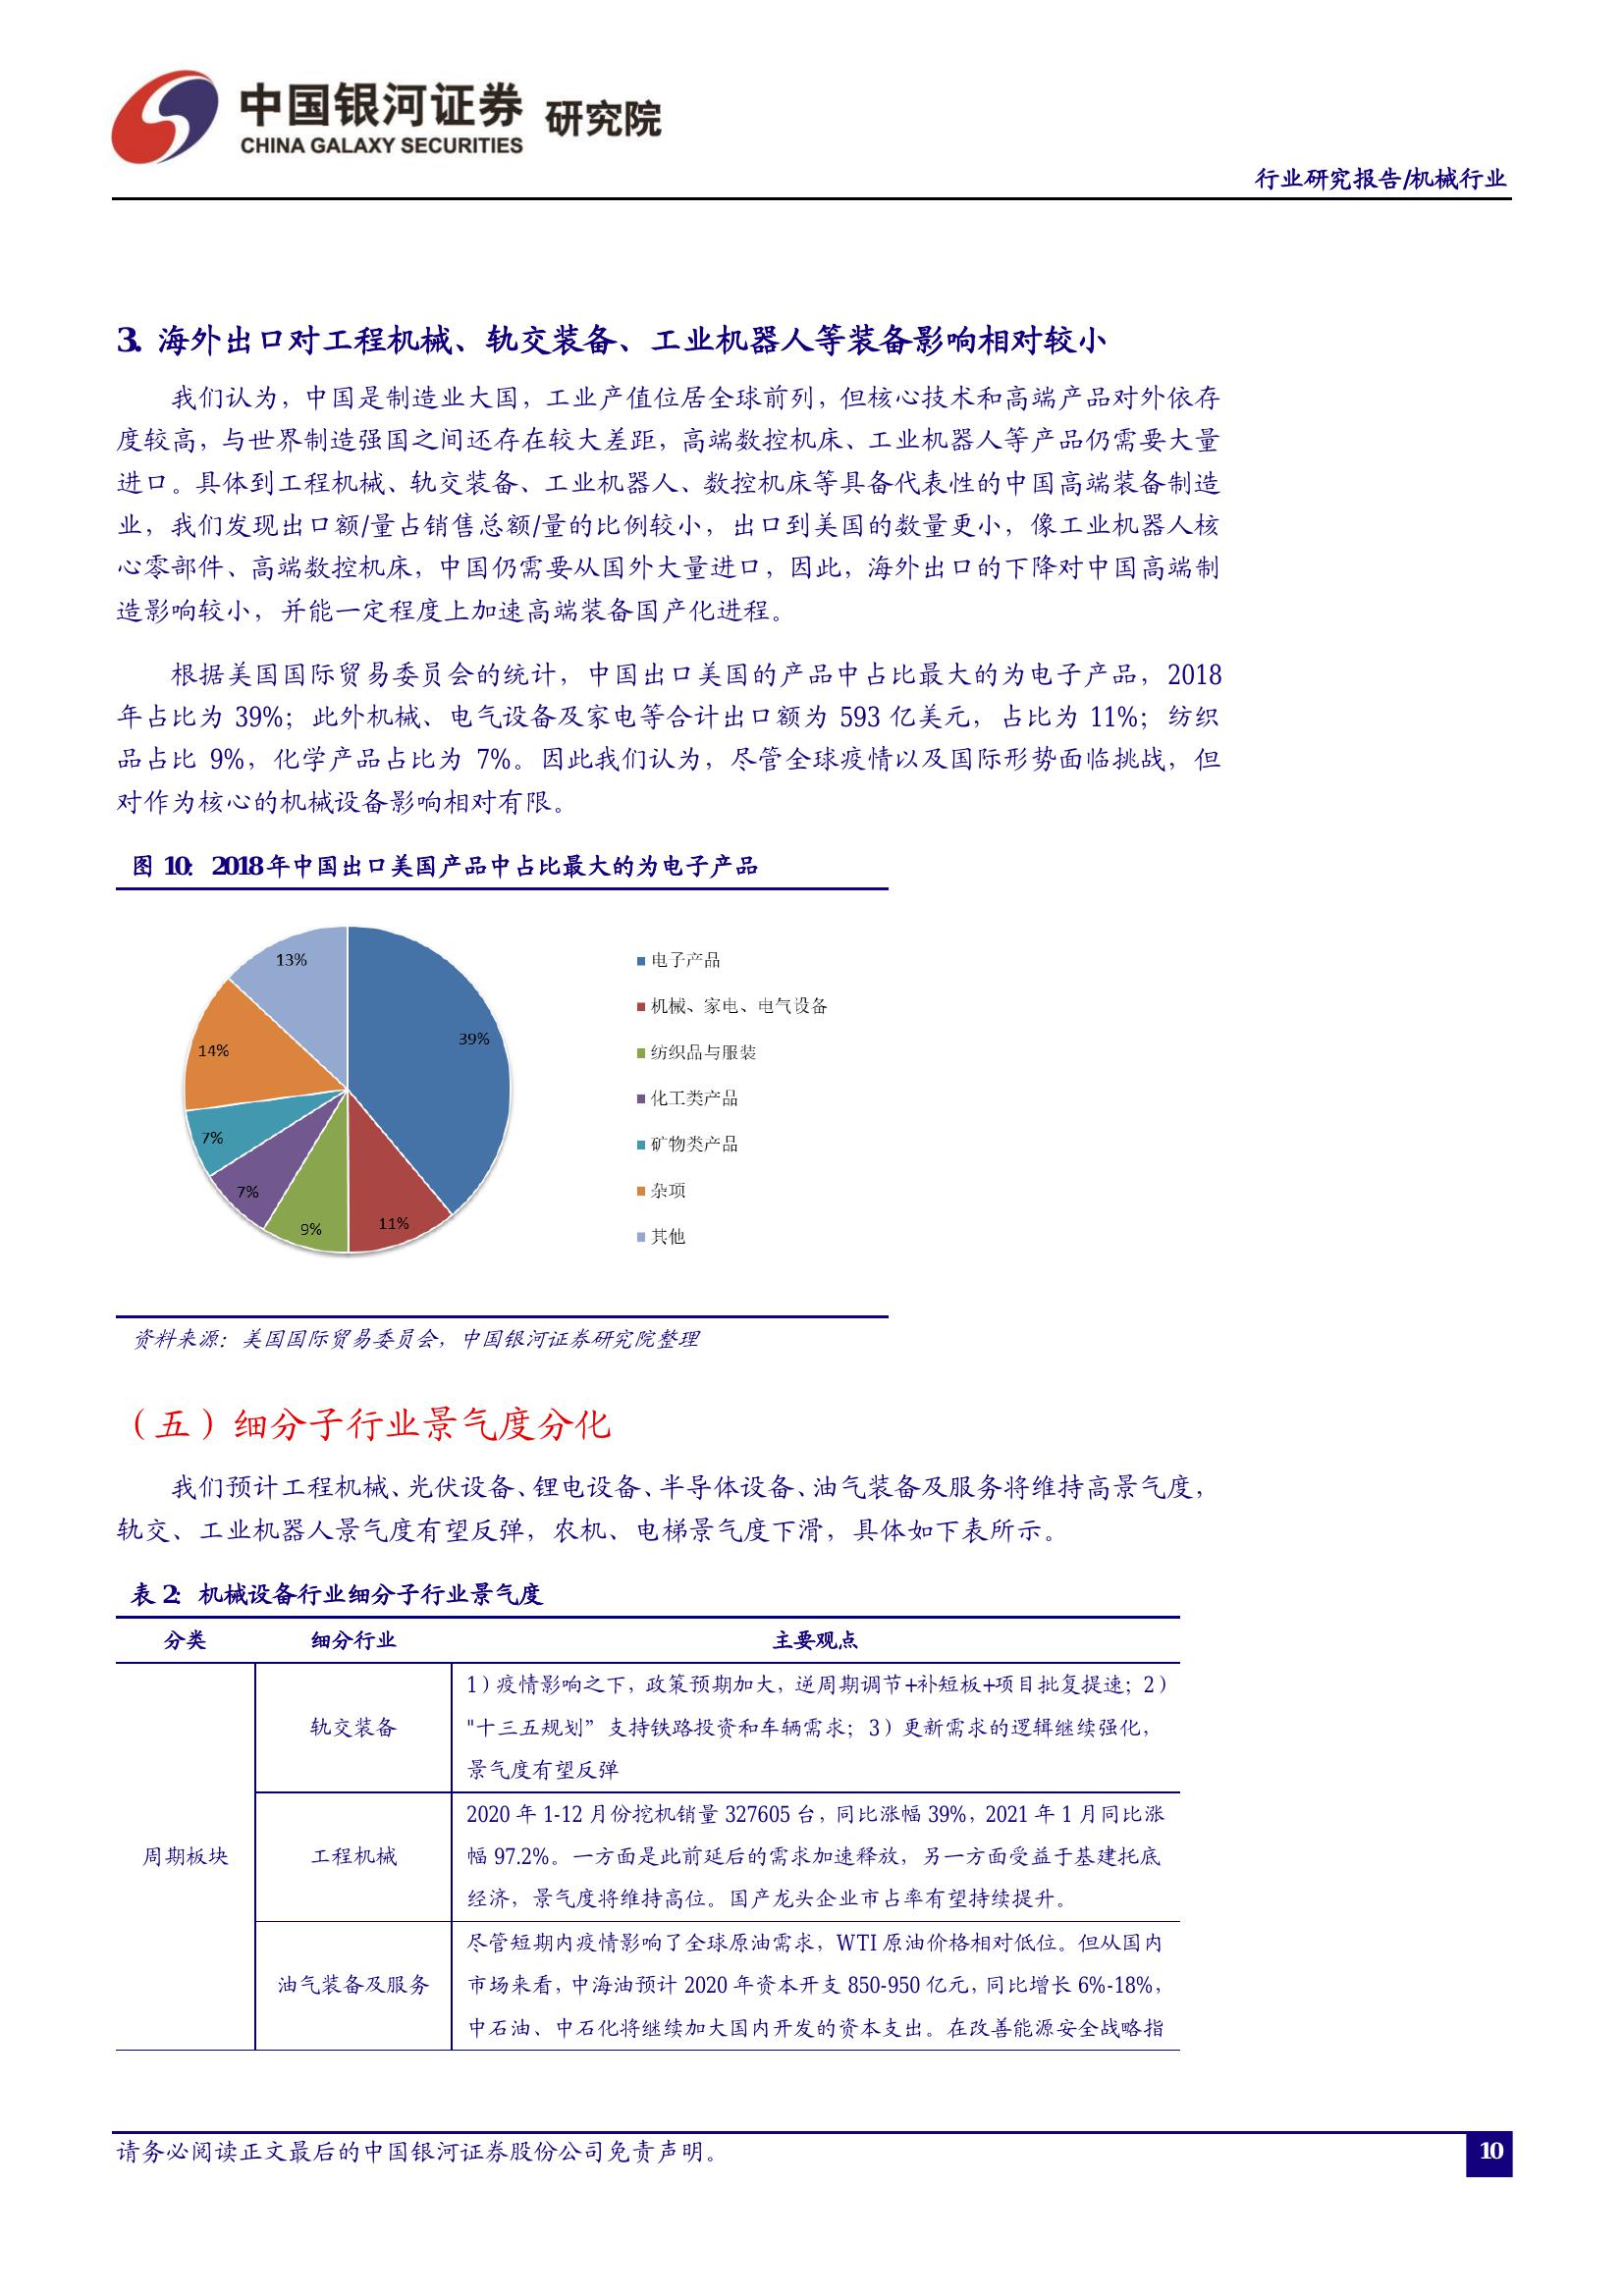 中国银河证券 研究院
CHINA GALAXY SECURITIES
行业研究报告/机械行业
3. 海外出口对工程机械、轨交装备、工业机器人等装备影响相对较小
我们认为，中国是制造业大国，工业产值位居全球前列，但核心技术和高端产品对外依存
度较高，与世界制造强国之间还存在较大差距，高端数控机床、工业机器人等产品仍需要大量
进口。具体到工程机械、轨交装备、工业机器人、数控机床等具备代表性的中国高端装备制造
业，我们发现出口额/量占销售总额/量的比例较小，出口到美国的数量更小，像工业机器人核
心零部件、高端数控机床，中国仍需要从国外大量进口，因此，海外出口的下降对中国高端制
造影响较小，并能一定程度上加速高端装备国产化进程。
根据美国国际贸易委员会的统计，中国出口美国的产品中占比最大的为电子产品，2018
年占比为 39%；此外机械、电气设备及家电等合计出口额为 593 亿美元，占比为 11%；纺织
品占比 9%，化学产品占比为 7%。因此我们认为，尽管全球疫情以及国际形势面临挑战，但
对作为核心的机械设备影响相对有限。
图 10：2018 年中国出口美国产品中占比最大的为电子产品
13%
39%
14%
7%
7%
9%
11%
电子产品
机械、家电、电气设备
纺织品与服装
化工类产品
矿物类产品
杂项
其他
资料来源：美国国际贸易委员会，中国银河证券研究院整理
（五）细分子行业景气度分化
我们预计工程机械、光伏设备、锂电设备、半导体设备、油气装备及服务将维持高景气度，
轨交、工业机器人景气度有望反弹，农机、电梯景气度下滑，具体如下表所示。
表 2：机械设备行业细分子行业景气度
分类 细分行业 主要观点
周期板块
轨交装备
1）疫情影响之下，政策预期加大，逆周期调节+补短板+项目批复提速；2）
"十三五规划”支持铁路投资和车辆需求；3）更新需求的逻辑继续强化，
景气度有望反弹
工程机械
2020 年 1-12 月份挖机销量 327605 台，同比涨幅 39%，2021 年 1 月同比涨
幅 97.2%。一方面是此前延后的需求加速释放，另一方面受益于基建托底
经济，景气度将维持高位。国产龙头企业市占率有望持续提升。
油气装备及服务
尽管短期内疫情影响了全球原油需求，WTI 原油价格相对低位。但从国内
市场来看，中海油预计 2020 年资本开支 850-950 亿元，同比增长 6%-18%，
中石油、中石化将继续加大国内开发的资本支出。在改善能源安全战略指
请务必阅读正文最后的中国银河证券股份公司免责声明。
10